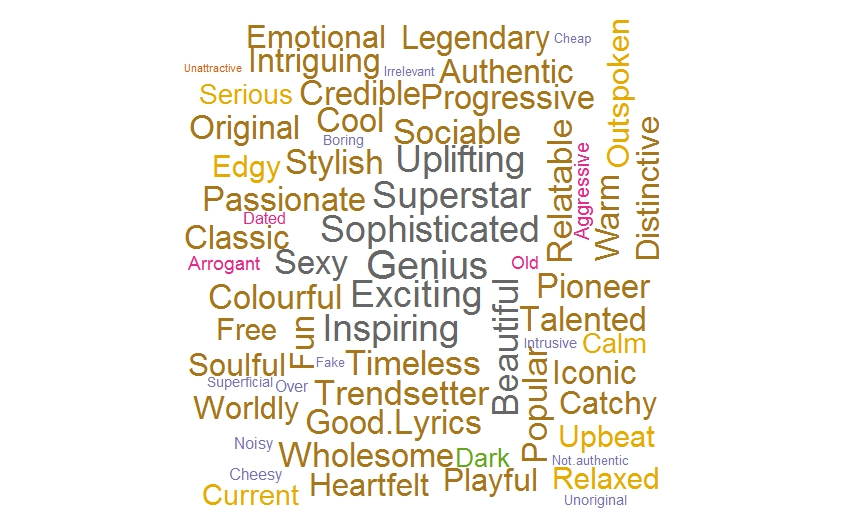 Emotional
Legendary
Cheap
Outspoken
Unattractive
Intriguing
Irrelevant
Authentic
Serious
Credible
Progressive
Original
Cool
Sociable
Boring
Relatable
Aggressive
Warm
Distinctive
Edgy
Stylish
Uplifting
Passionate
Superstar
Dated
Sophisticated
Classic
Arrogant
Sexy
Genius
Old
Colourful
Exciting
Beautiful
Pioneer
Free
Fun
Inspiring
Talented
Intrusive
Calm
Soulful
Fake
Timeless
Popular
Iconic
Superficial
Over
Trendsetter
Worldly
Catchy
Good.Lyrics
Upbeat
Noisy
Wholesome
Dark
Not.authentic
Cheesy
Heartfelt
Playful
Relaxed
Current
Unoriginal